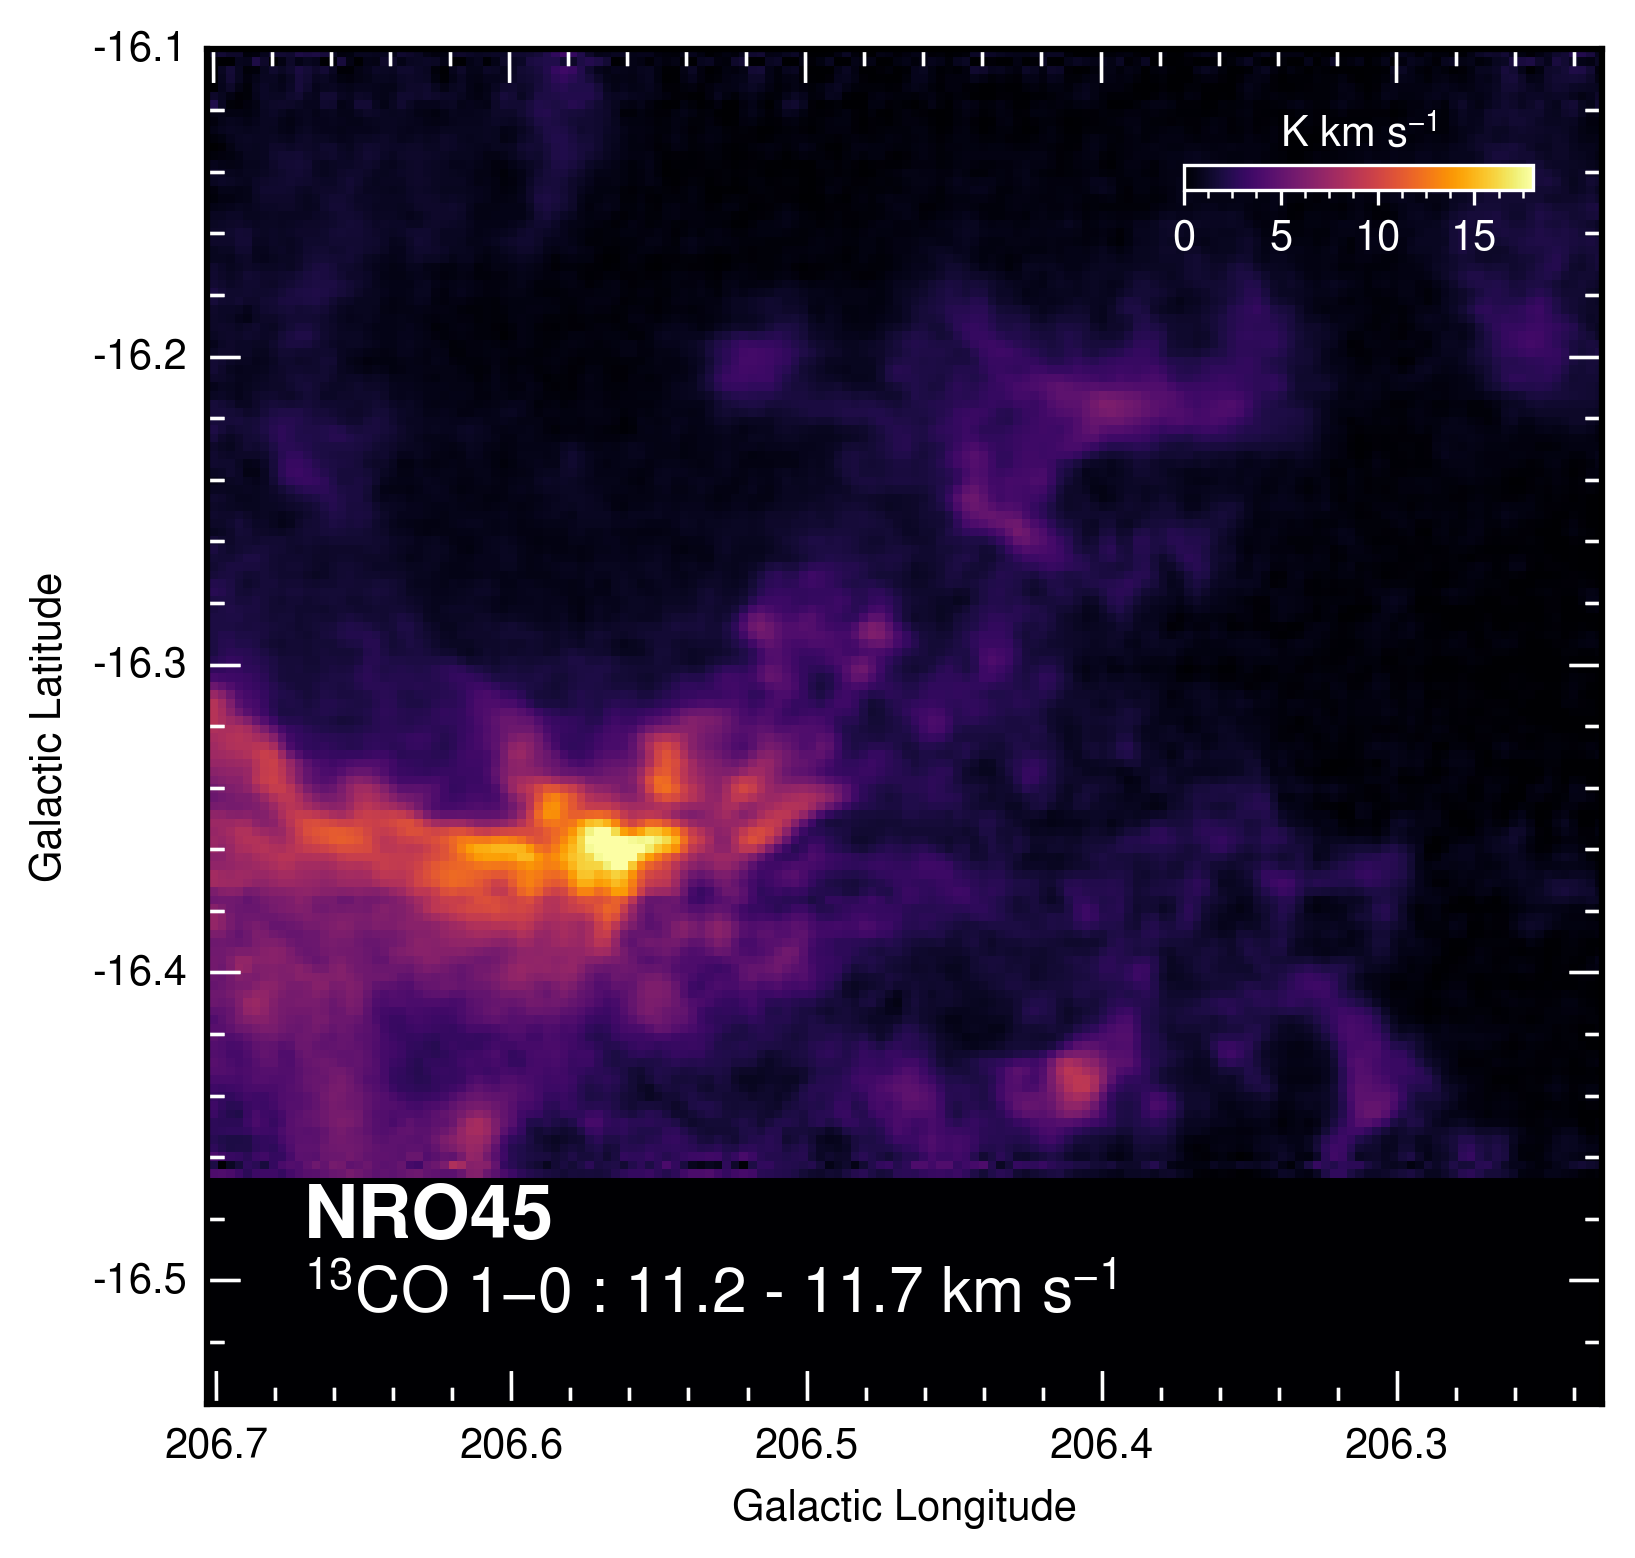 -16.1
K km s⁻¹
0 5 10 15
-16.2
-16.3
Galactic Latitude
-16.4
NRO45
¹³CO 1–0 : 11.2 - 11.7 km s⁻¹
-16.5
206.7 206.6 206.5 206.4 206.3
Galactic Longitude